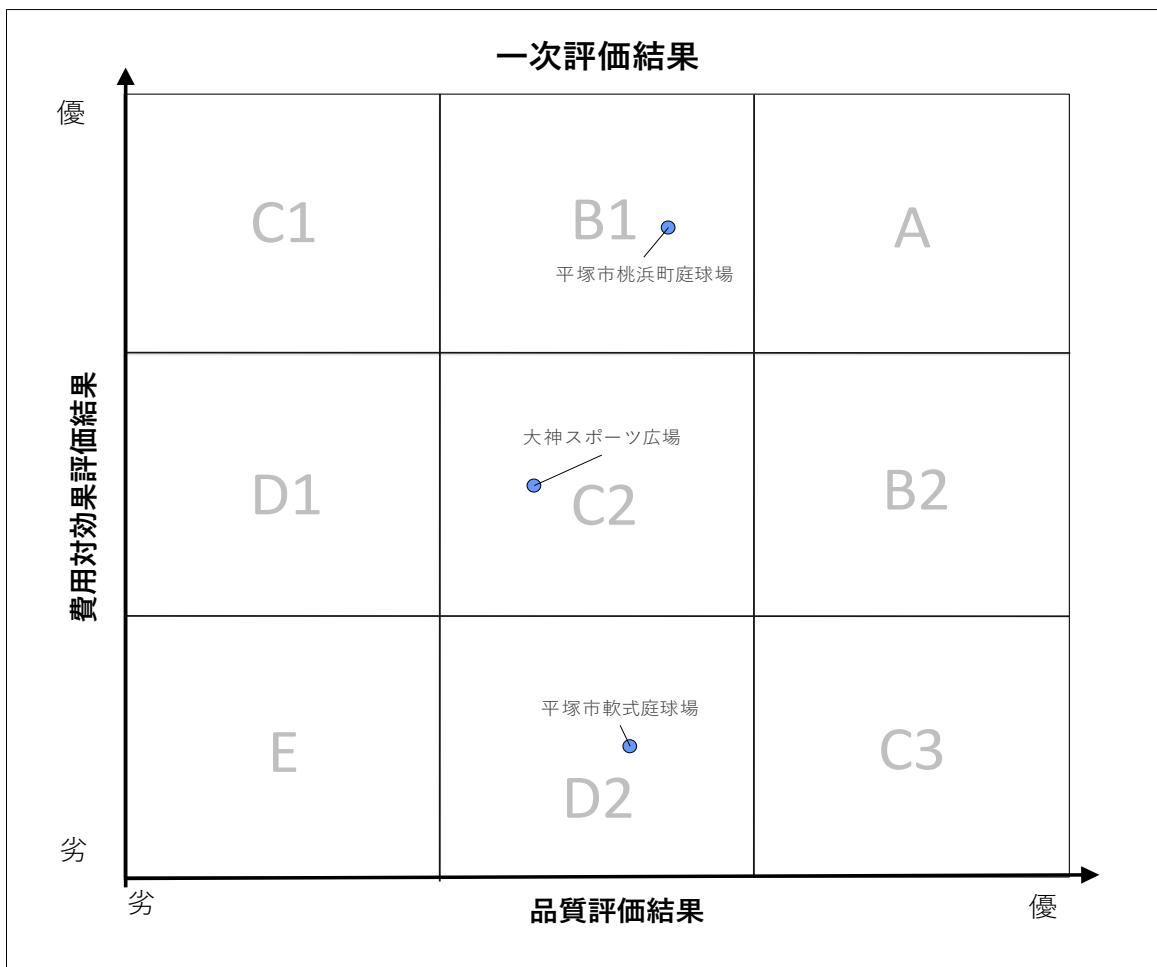 一次評価結果
優
C1
B1
A
平塚市桃浜町庭球場
費用対効果評価結果
大神スポーツ広場
D1
C2
B2
平塚市軟式庭球場
E
D2
C3
劣
劣
品質評価結果
優